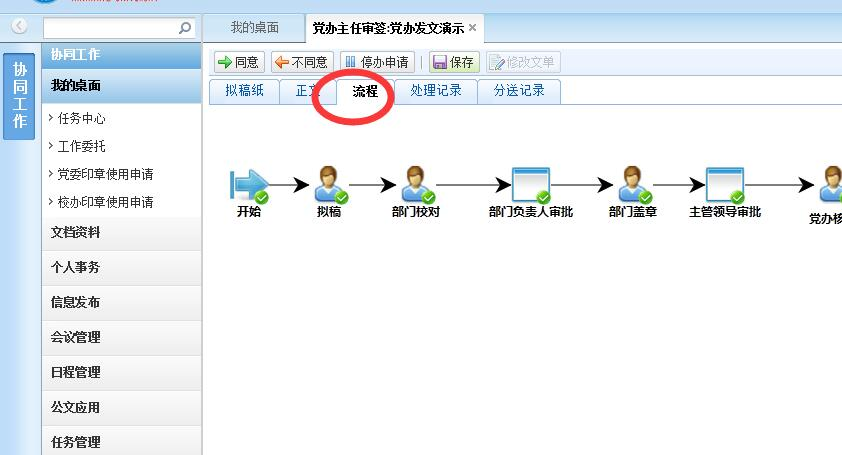 我的桌面
党办主任审签:党办发文演示 ×
协同工作
同意 不同意 停办申请 保存 修改文单
我的桌面
拟稿纸 正文 流程 处理记录 分送记录
协同工作
任务中心
工作委托
党委印章使用申请
校办印章使用申请
开始 拟稿 部门校对 部门负责人审批 部门盖章 主管领导审批 党办核
文档资料
个人事务
信息发布
会议管理
日程管理
公文应用
任务管理